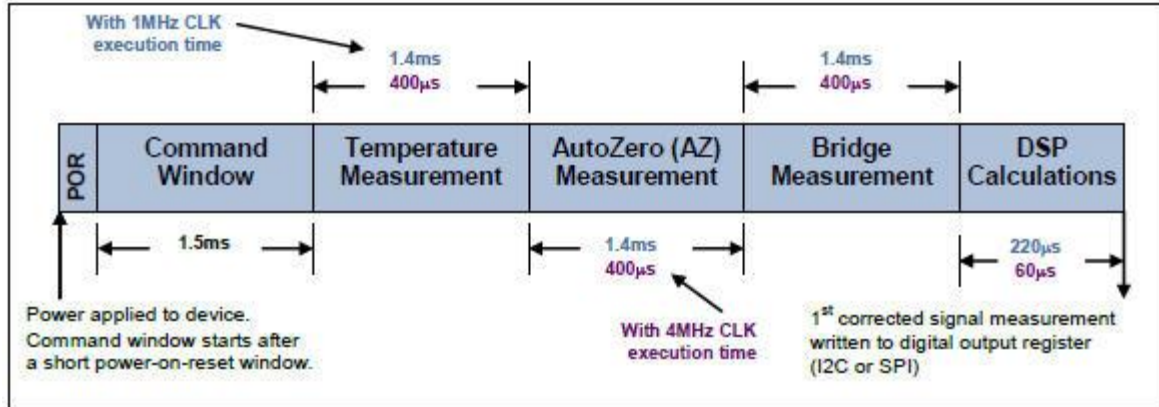 With 1MHz CLK
execution time
1.4ms
400µs
1.4ms
400µs
POR
Command
Window
Temperature
Measurement
AutoZero (AZ)
Measurement
Bridge
Measurement
DSP
Calculations
1.5ms
1.4ms
400µs
220µs
60µs
Power applied to device.
Command window starts after
a short power-on-reset window.
With 4MHz CLK
execution time
1st corrected signal measurement
written to digital output register
(I2C or SPI)